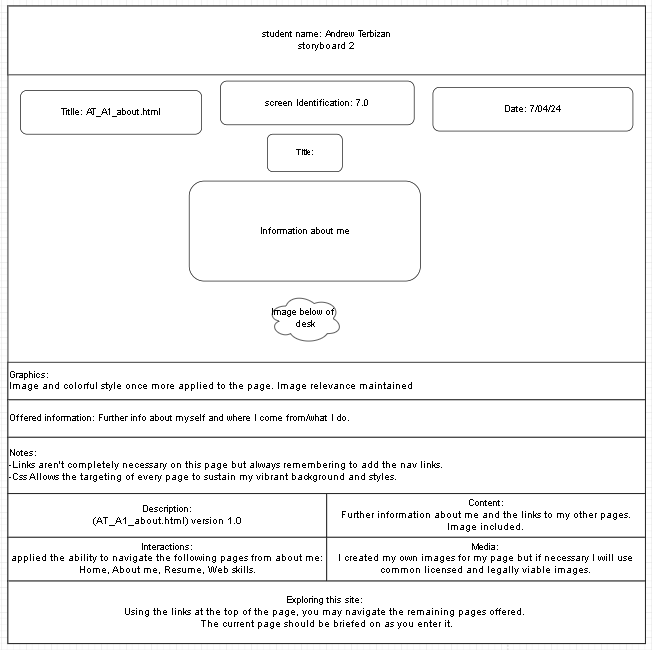 student name: Andrew Terbizan
storyboard 2
Titlle: AT_A1_about.html
screen Identification: 7.0
Date: 7/04/24
Title:
Information about me
Image below of
desk
Graphics:
Image and colorful style once more applied to the page. Image relevance maintained
Offered information: Further info about myself and where I come from/what I do.
Notes:
-Links aren't completely necessary on this page but always remembering to add the nav links.
-Css Allows the targeting of every page to sustain my vibrant background and styles.
Description:
(AT_A1_about.html) version 1.0
Content:
Further information about me and the links to my other pages.
Image included.
Interactions:
applied the ability to navigate the following pages from about me:
Home, About me, Resume, Web skills.
Media:
I created my own images for my page but if necessary I will use
common licensed and legally viable images.
Exploring this site:
Using the links at the top of the page, you may navigate the remaining pages offered.
The current page should be briefed on as you enter it.